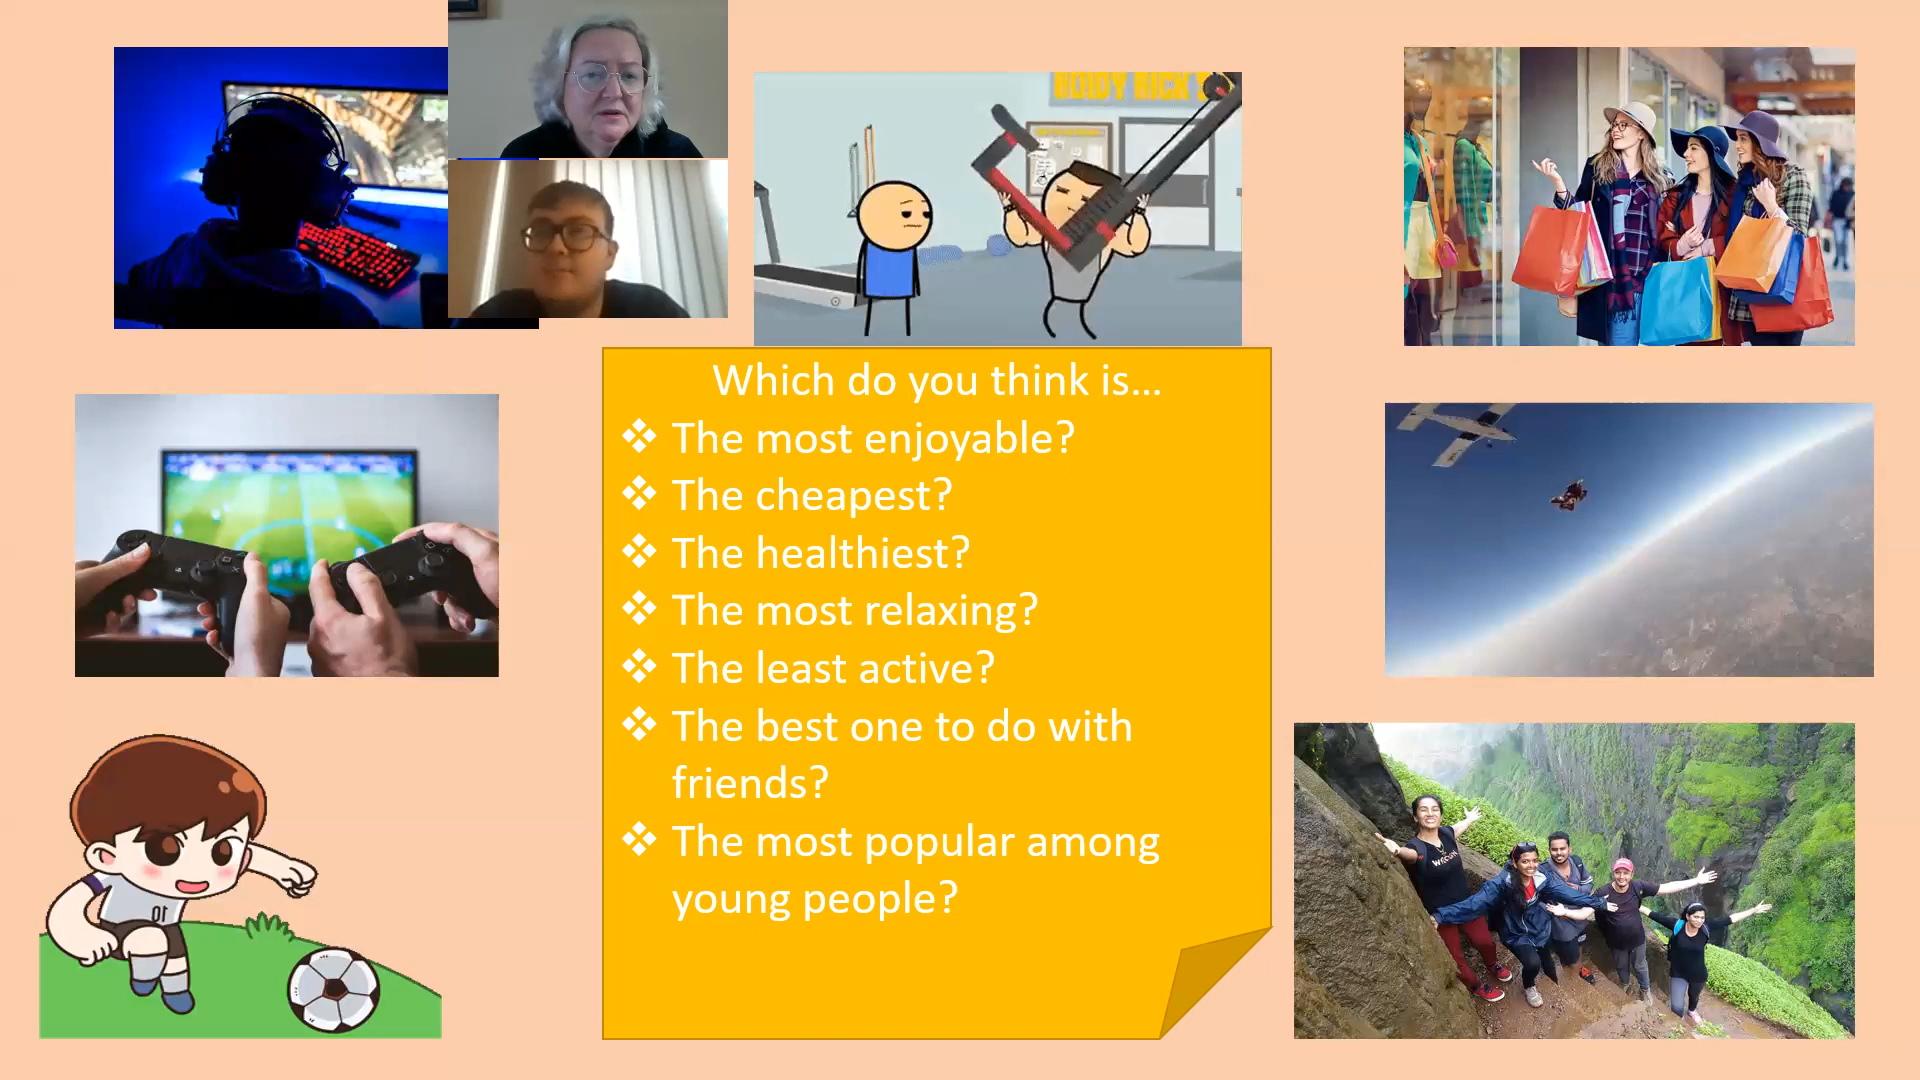 Which do you think is...
❖ The most enjoyable?
❖ The cheapest?
❖ The healthiest?
❖ The most relaxing?
❖ The least active?
❖ The best one to do with
friends?
❖ The most popular among
young people?
10